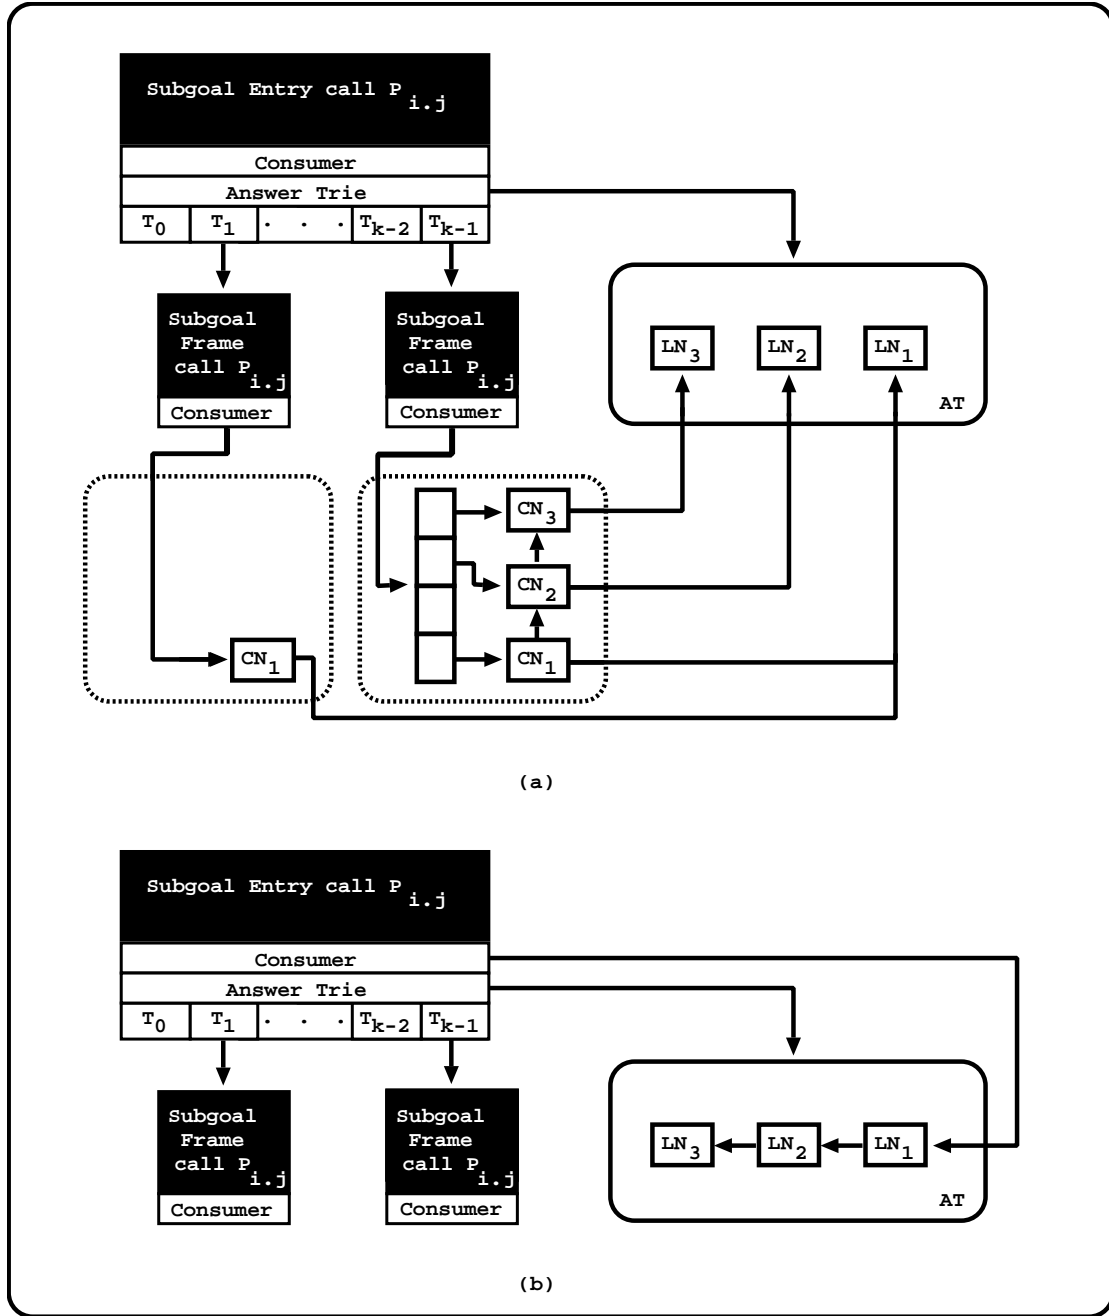 Subgoal Entry call P i.j
Consumer
Answer Trie
T0 T1 . . . Tk-2 Tk-1
Subgoal
Frame
call P i.j
Consumer
Subgoal
Frame
call P i.j
Consumer
LN3 LN2 LN1
AT
CN3
CN2
CN1
CN1
(a)
Subgoal Entry call P i.j
Consumer
Answer Trie
T0 T1 . . . Tk-2 Tk-1
Subgoal
Frame
call P i.j
Consumer
Subgoal
Frame
call P i.j
Consumer
LN3 LN2 LN1
AT
(b)